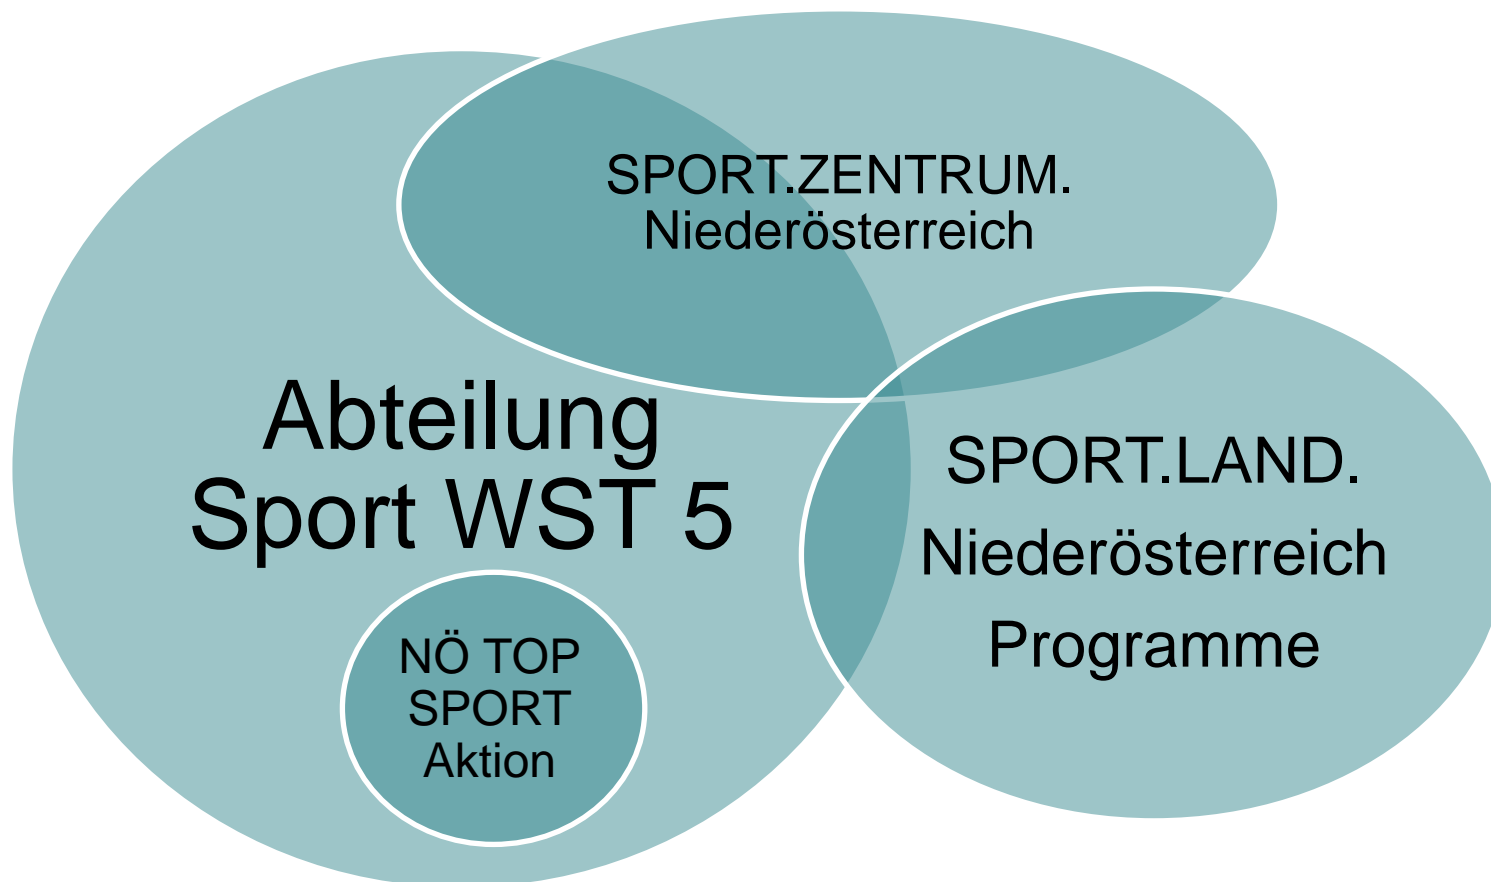 SPORT.ZENTRUM.
Niederösterreich
Abteilung
Sport WST 5
SPORT.LAND.
Niederösterreich
Programme
NÖ TOP
SPORT
Aktion